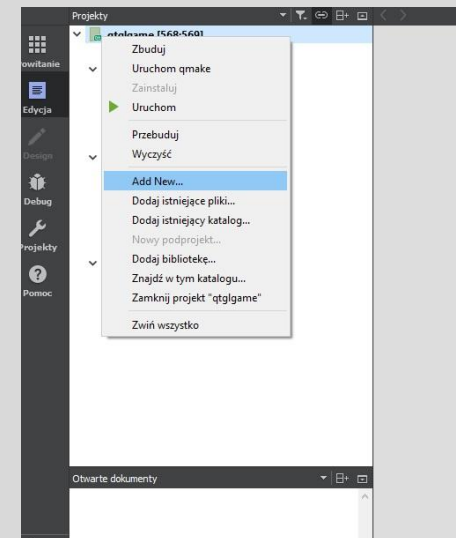 Projekty
qtglgame [568:569]
Powitanie
Edycja
Design
Debug
Projekty
Pomoc
Zbuduj
Uruchom qmake
Zainstaluj
Uruchom
Przebuduj
Wyczyść
Add New...
Dodaj istniejące pliki...
Dodaj istniejący katalog...
Nowy podprojekt...
Dodaj bibliotekę...
Znajdź w tym katalogu...
Zamknij projekt "qtglgame"
Zwiń wszystko
Otwarte dokumenty